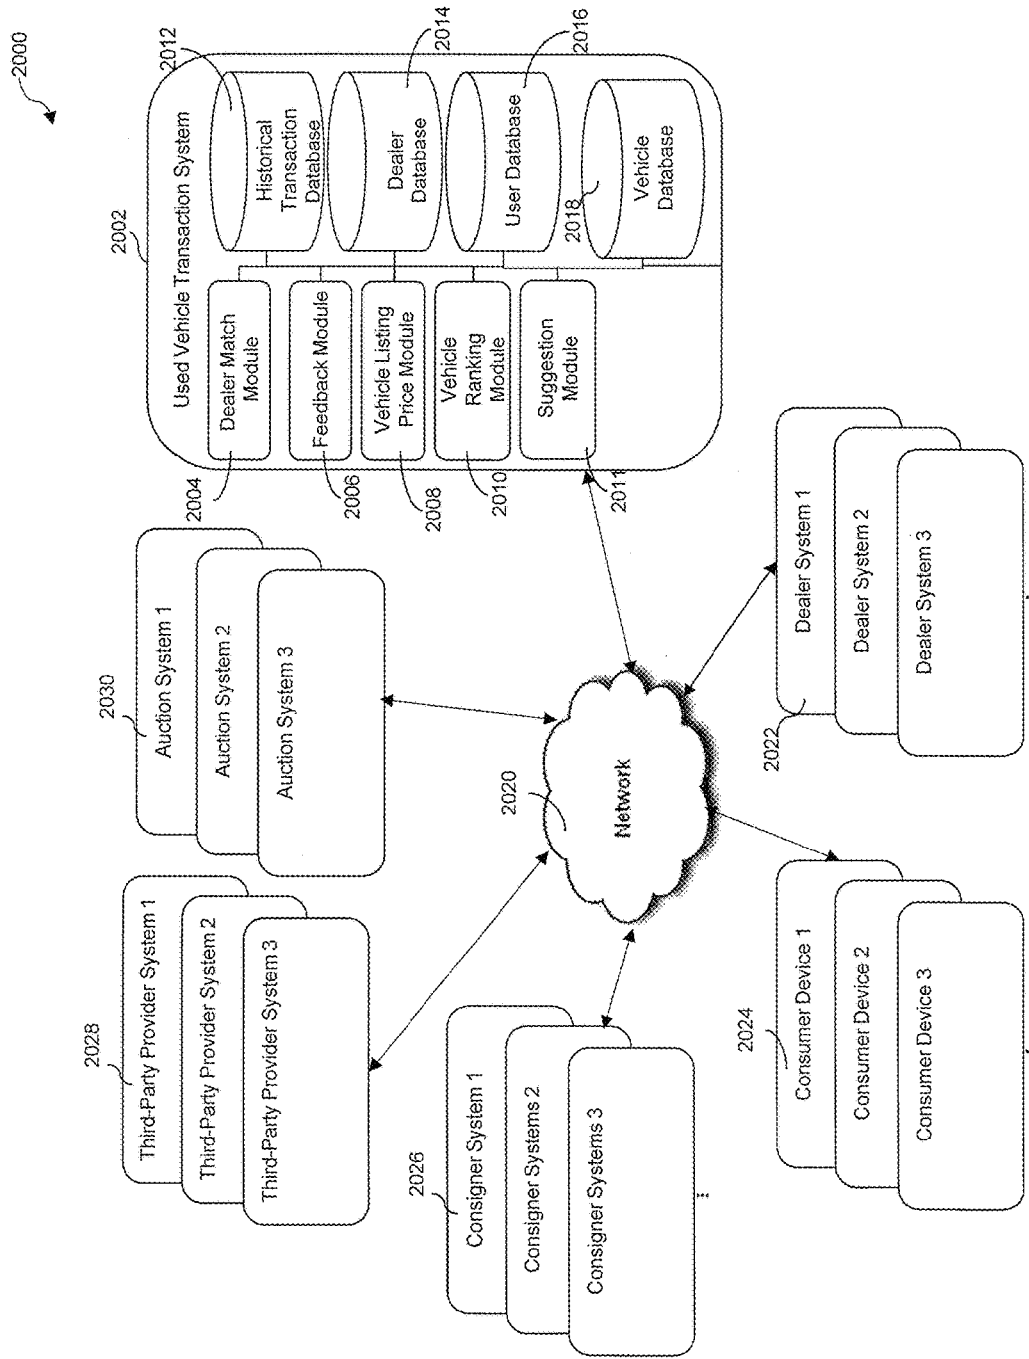 2000
2002
Used Vehicle Transaction System
2004
Dealer Match
Module
2006
Feedback Module
2008
Vehicle Listing
Price Module
2010
Vehicle
Ranking
Module
2011
Suggestion
Module
2012
Historical
Transaction
Database
2014
Dealer
Database
2016
User Database
2018
Vehicle
Database
2030
Auction System 1
Auction System 2
Auction System 3
2028
Third-Party Provider System 1
Third-Party Provider System 2
Third-Party Provider System 3
2020
Network
2026
Consigner System 1
Consigner Systems 2
Consigner Systems 3
...
2024
Consumer Device 1
Consumer Device 2
Consumer Device 3
2022
Dealer System 1
Dealer System 2
Dealer System 3